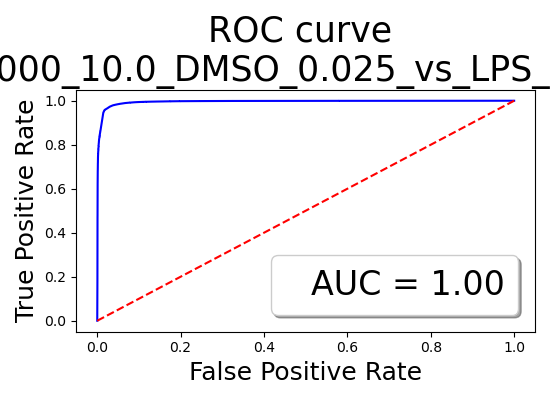 ROC curve
000_10.0_DMSO_0.025_vs_LPS_
1.0
0.8
0.6
0.4
0.2
0.0
True Positive Rate
AUC = 1.00
0.0 0.2 0.4 0.6 0.8 1.0
False Positive Rate